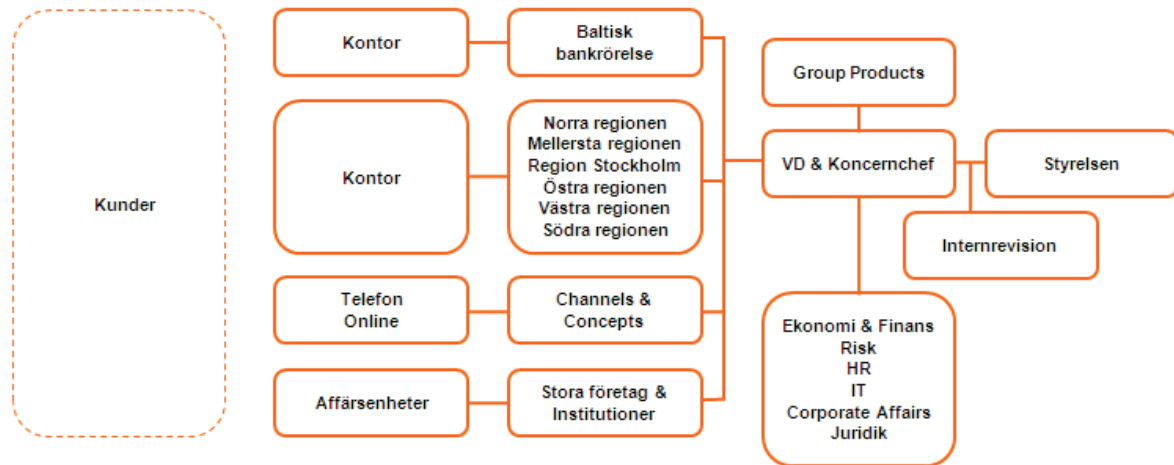 Kunder
Kontor
Baltisk
bankrörelse
Kontor
Norra regionen
Mellersta regionen
Region Stockholm
Östra regionen
Västra regionen
Södra regionen
Telefon
Online
Channels &
Concepts
Affärsenheter
Stora företag &
Institutioner
Group Products
VD & Koncernchef
Styrelsen
Internrevision
Ekonomi & Finans
Risk
HR
IT
Corporate Affairs
Juridik